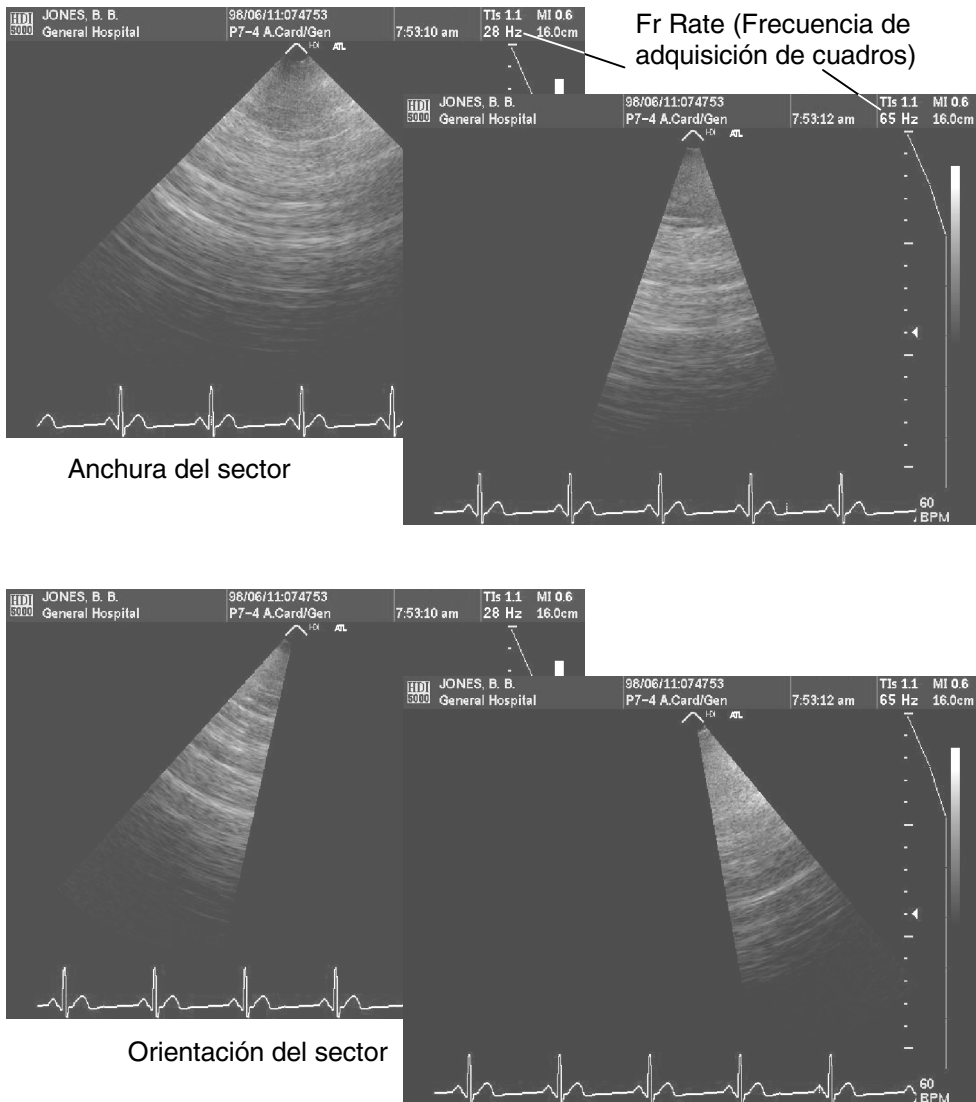 HDI 5000 JONES, B. B. 98/06/11:074753 TIs 1.1 MI 0.6
General Hospital P7-4 A.Card/Gen 7:53:10 am 28 Hz 16.0cm
HDI ATL
Fr Rate (Frecuencia de
adquisición de cuadros)
HDI 5000 JONES, B. B. 98/06/11:074753 TIs 1.1 MI 0.6
General Hospital P7-4 A.Card/Gen 7:53:12 am 65 Hz 16.0cm
HDI ATL
60
BPM
Anchura del sector
HDI 5000 JONES, B. B. 98/06/11:074753 TIs 1.1 MI 0.6
General Hospital P7-4 A.Card/Gen 7:53:10 am 28 Hz 16.0cm
HDI ATL
HDI 5000 JONES, B. B. 98/06/11:074753 TIs 1.1 MI 0.6
General Hospital P7-4 A.Card/Gen 7:53:12 am 65 Hz 16.0cm
HDI ATL
60
BPM
Orientación del sector